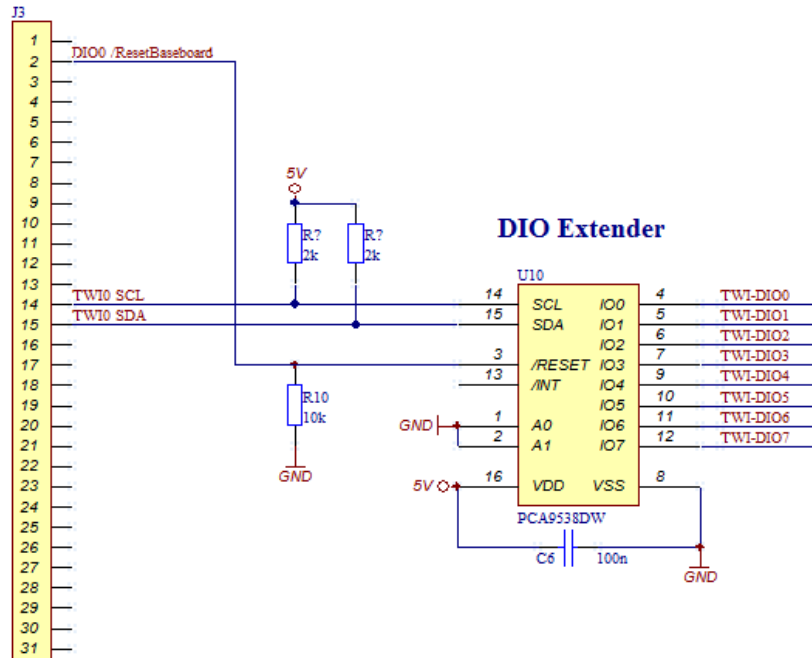 J3
1
2
3
4
5
6
7
8
9
10
11
12
13
14
15
16
17
18
19
20
21
22
23
24
25
26
27
28
29
30
31
DIO0 /ResetBaseboard
TWI0 SCL
TWI0 SDA
5V
R?
2k
R?
2k
R10
10k
GND
DIO Extender
U10
14 SCL IO0 4 TWI-DIO0
15 SDA IO1 5 TWI-DIO1
IO2 6 TWI-DIO2
3 /RESET IO3 7 TWI-DIO3
13 /INT IO4 9 TWI-DIO4
IO5 10 TWI-DIO5
GND 1 A0 IO6 11 TWI-DIO6
2 A1 IO7 12 TWI-DIO7
5V 16 VDD VSS 8
PCA9538DW
C6 100n
GND